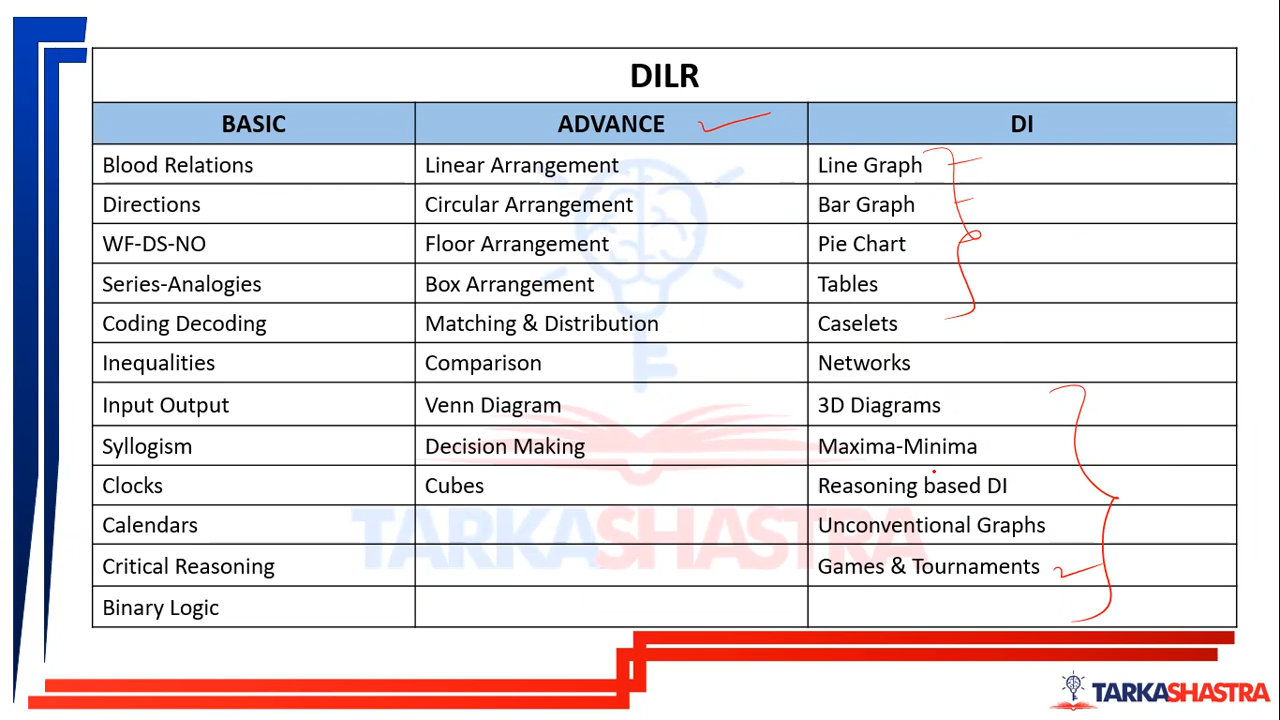 DILR
BASIC ADVANCE DI
Blood Relations Linear Arrangement Line Graph
Directions Circular Arrangement Bar Graph
WF-DS-NO Floor Arrangement Pie Chart
Series-Analogies Box Arrangement Tables
Coding Decoding Matching & Distribution Caselets
Inequalities Comparison Networks
Input Output Venn Diagram 3D Diagrams
Syllogism Decision Making Maxima-Minima
Clocks Cubes Reasoning based DI
Calendars Unconventional Graphs
Critical Reasoning Games & Tournaments
Binary Logic
TARKASHASTRA
TARKASHASTRA